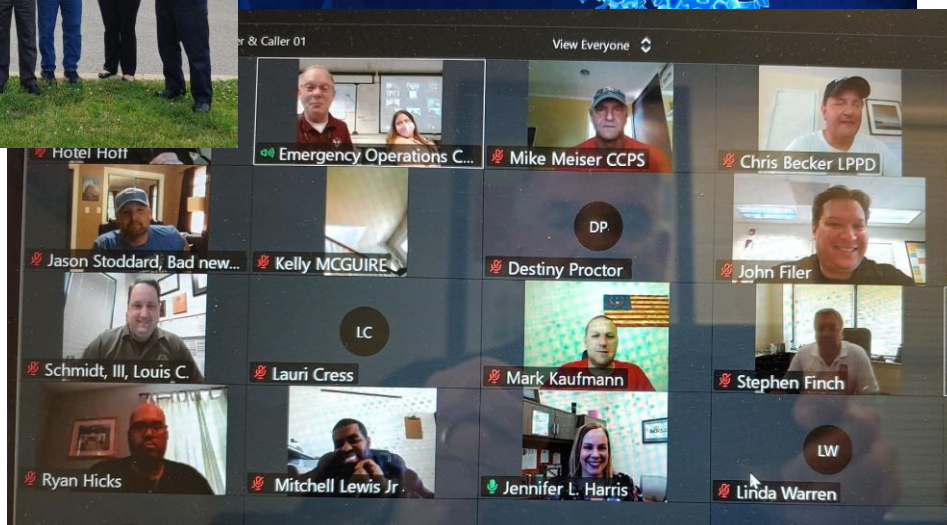 er & Caller 01
View Everyone
Hotel Hoff
Emergency Operations C...
Mike Meiser CCPS
Chris Becker LPPD
Jason Stoddard, Bad new...
Kelly MCGUIRE
DP
Destiny Proctor
John Filer
Schmidt, III, Louis C.
LC
Lauri Cress
Mark Kaufmann
Stephen Finch
Ryan Hicks
Mitchell Lewis Jr.
Jennifer L. Harris
LW
Linda Warren